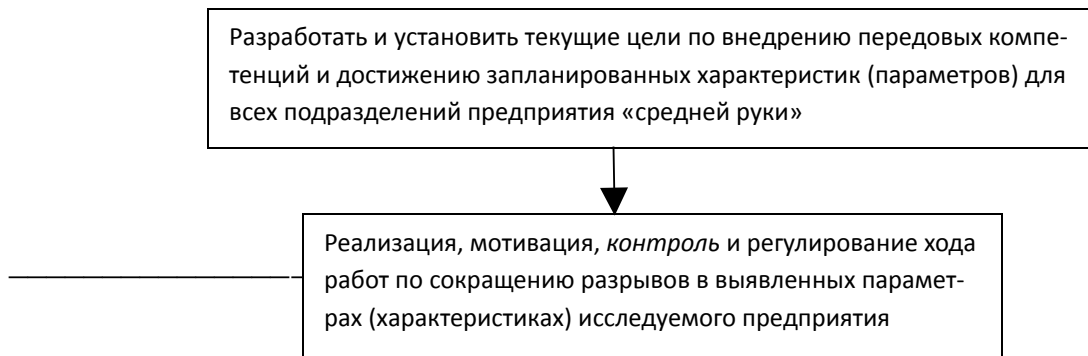 Разработать и установить текущие цели по внедрению передовых компе-
тенций и достижению запланированных характеристик (параметров) для
всех подразделений предприятия «средней руки»
Реализация, мотивация, контроль и регулирование хода
работ по сокращению разрывов в выявленных парамет-
рах (характеристиках) исследуемого предприятия